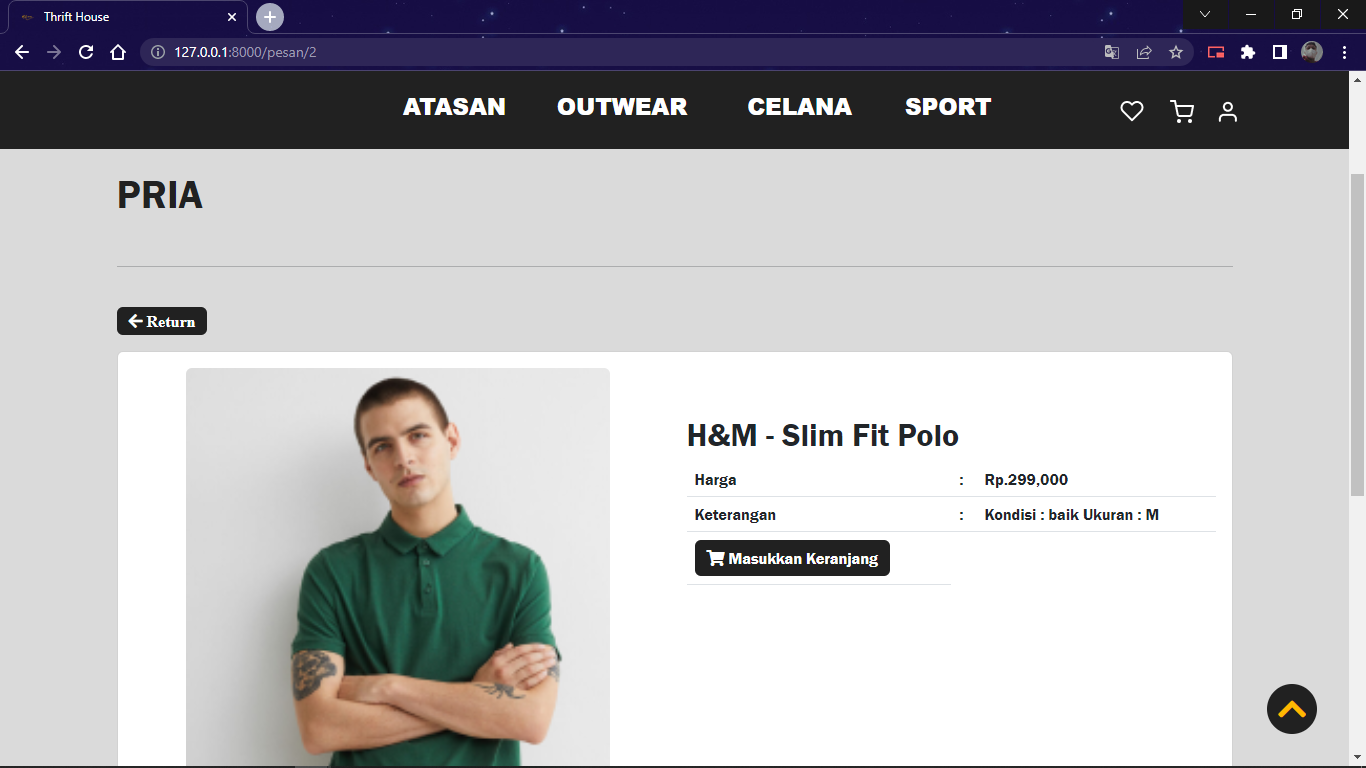 Thrift House
127.0.0.1:8000/pesan/2
ATASAN OUTWEAR CELANA SPORT
PRIA
Return
H&M - Slim Fit Polo
Harga : Rp.299,000
Keterangan : Kondisi : baik Ukuran : M
Masukkan Keranjang